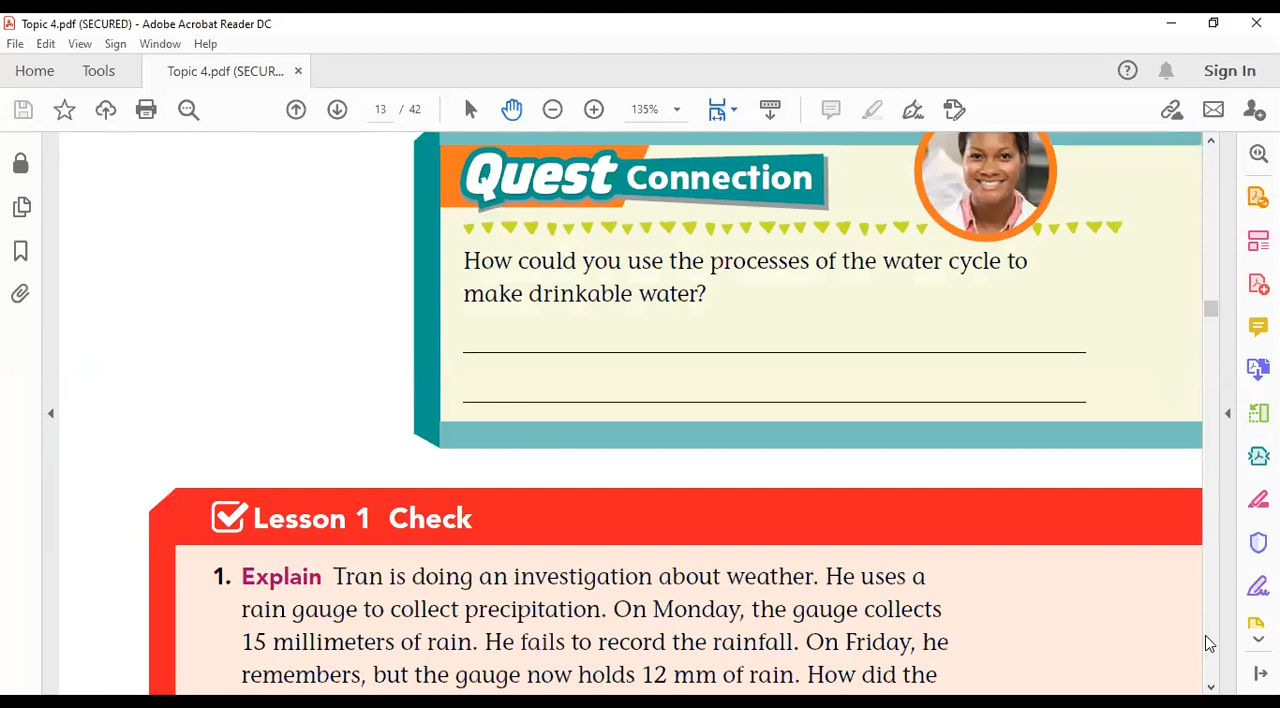 Topic 4.pdf (SECURED) - Adobe Acrobat Reader DC
File Edit View Sign Window Help
Home Tools Topic 4.pdf (SECUR... × Sign In
13 / 42 135%
Quest Connection
How could you use the processes of the water cycle to
make drinkable water?
Lesson 1 Check
1. Explain Tran is doing an investigation about weather. He uses a
rain gauge to collect precipitation. On Monday, the gauge collects
15 millimeters of rain. He fails to record the rainfall. On Friday, he
remembers, but the gauge now holds 12 mm of rain. How did the